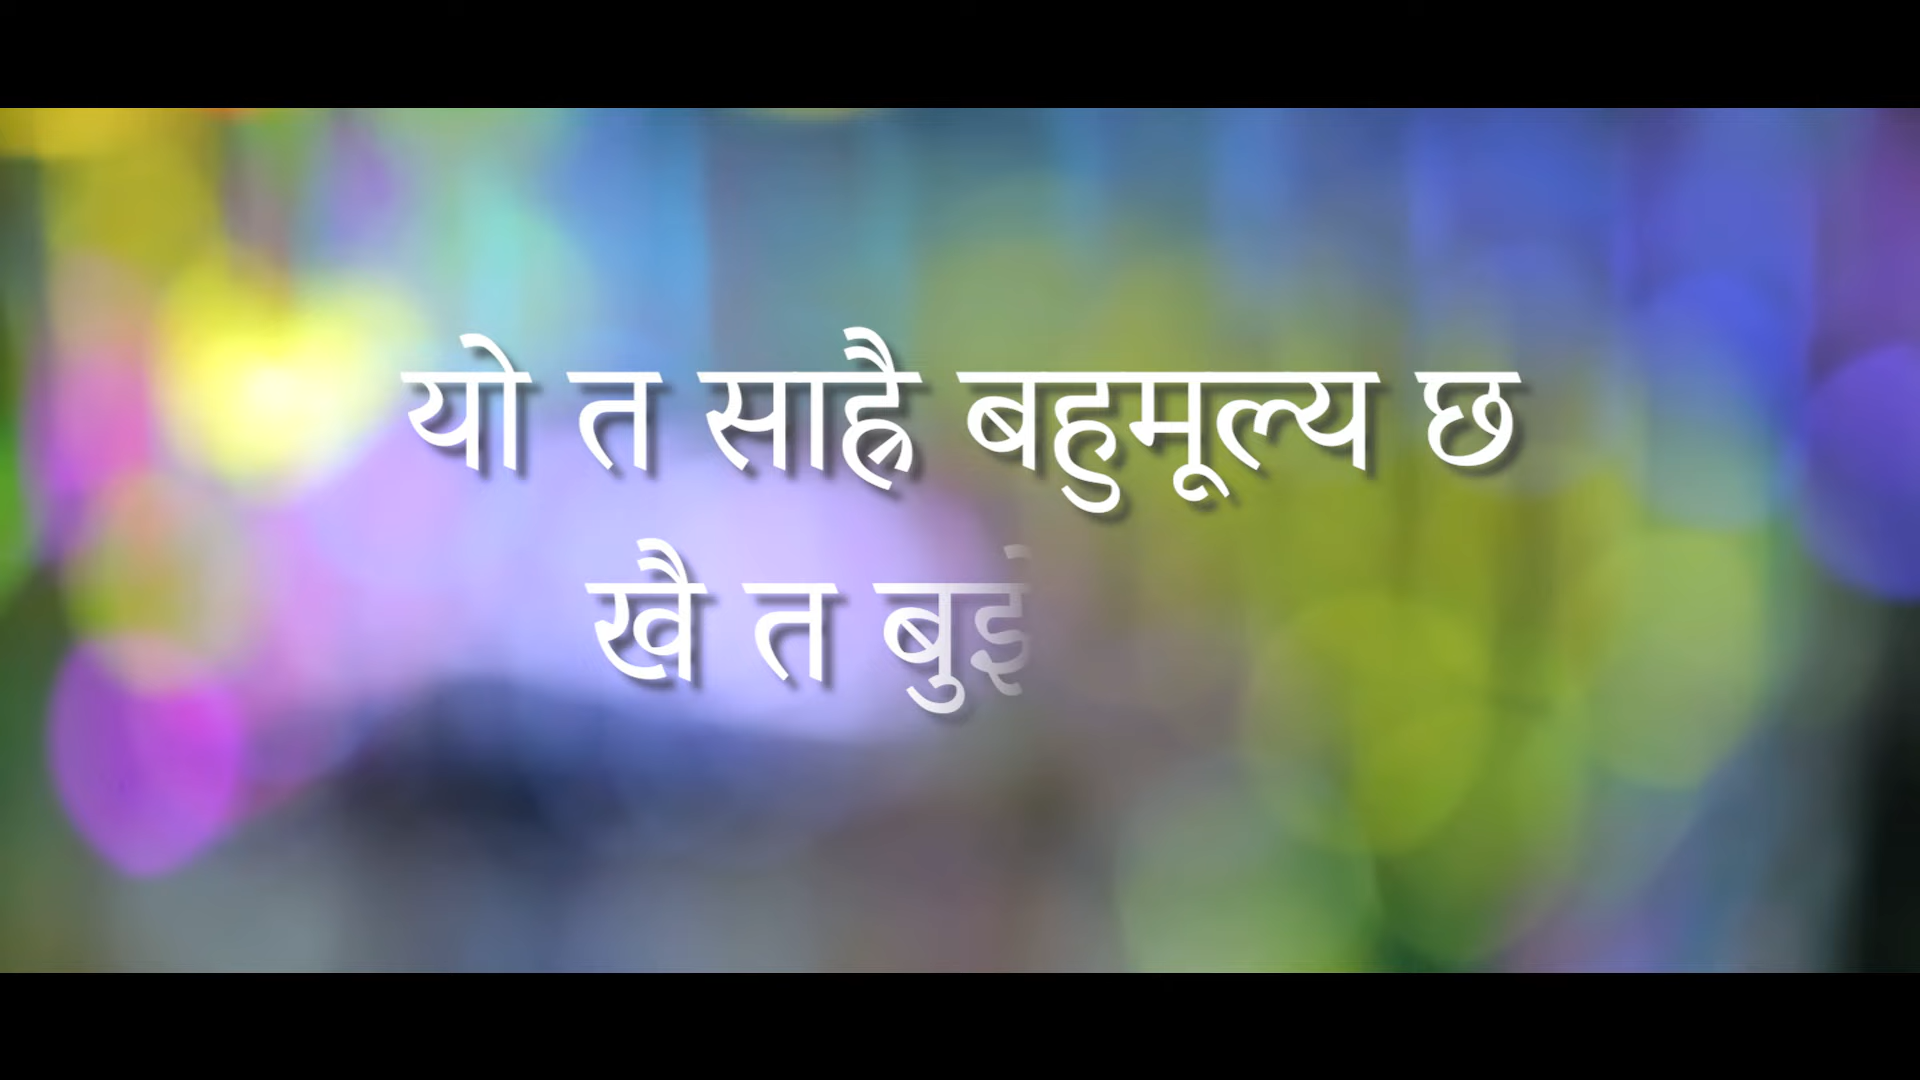 यो त साह्रै बहुमूल्य छ
खै त